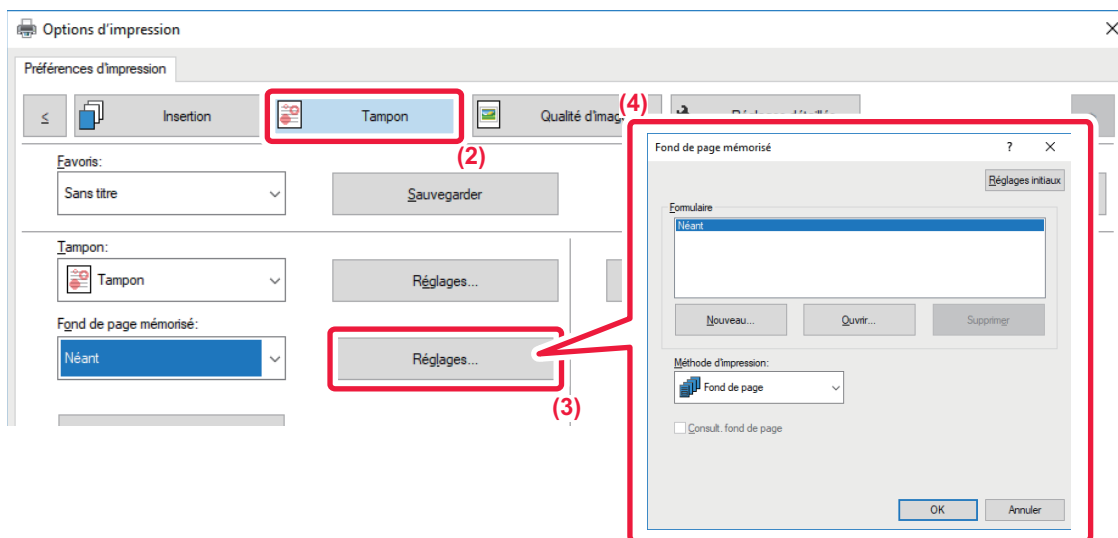 Options d'impression
Préférences d'impression
<
Insertion
Tampon
Qualité d'imag
(4)
(2)
Favoris:
Sans titre
Sauvegarder
Tampon:
Tampon
Réglages...
Fond de page mémorisé:
Néant
Réglages...
(3)
Fond de page mémorisé
?
Réglages initiaux
Formulaire
Néant
Nouveau...
Ouvrir...
Supprimer
Méthode d'impression:
Fond de page
Consult. fond de page
OK
Annuler